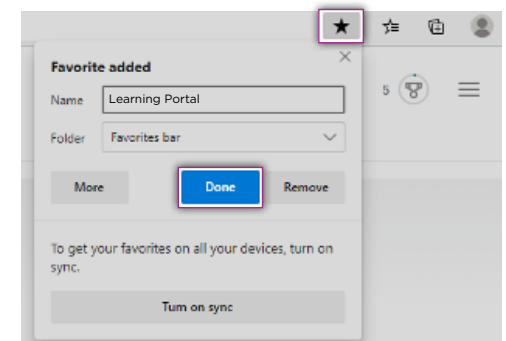 Favorite added
Name Learning Portal
5
Folder Favorites bar
More Done Remove
To get your favorites on all your devices, turn on
sync.
Turn on sync